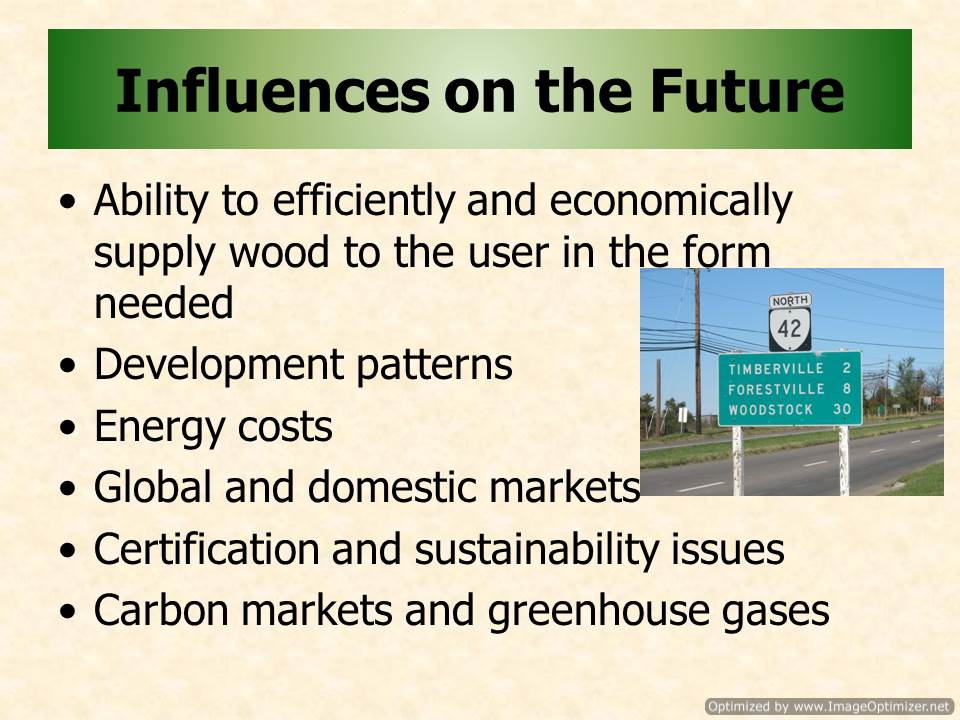 Influences on the Future
• Ability to efficiently and economically
supply wood to the user in the form
needed
• Development patterns
• Energy costs
• Global and domestic markets
• Certification and sustainability issues
• Carbon markets and greenhouse gases
NORTH
42
TIMBERVILLE 2
FORESTVILLE 8
WOODSTOCK 30
Optimized by www.ImageOptimizer.net